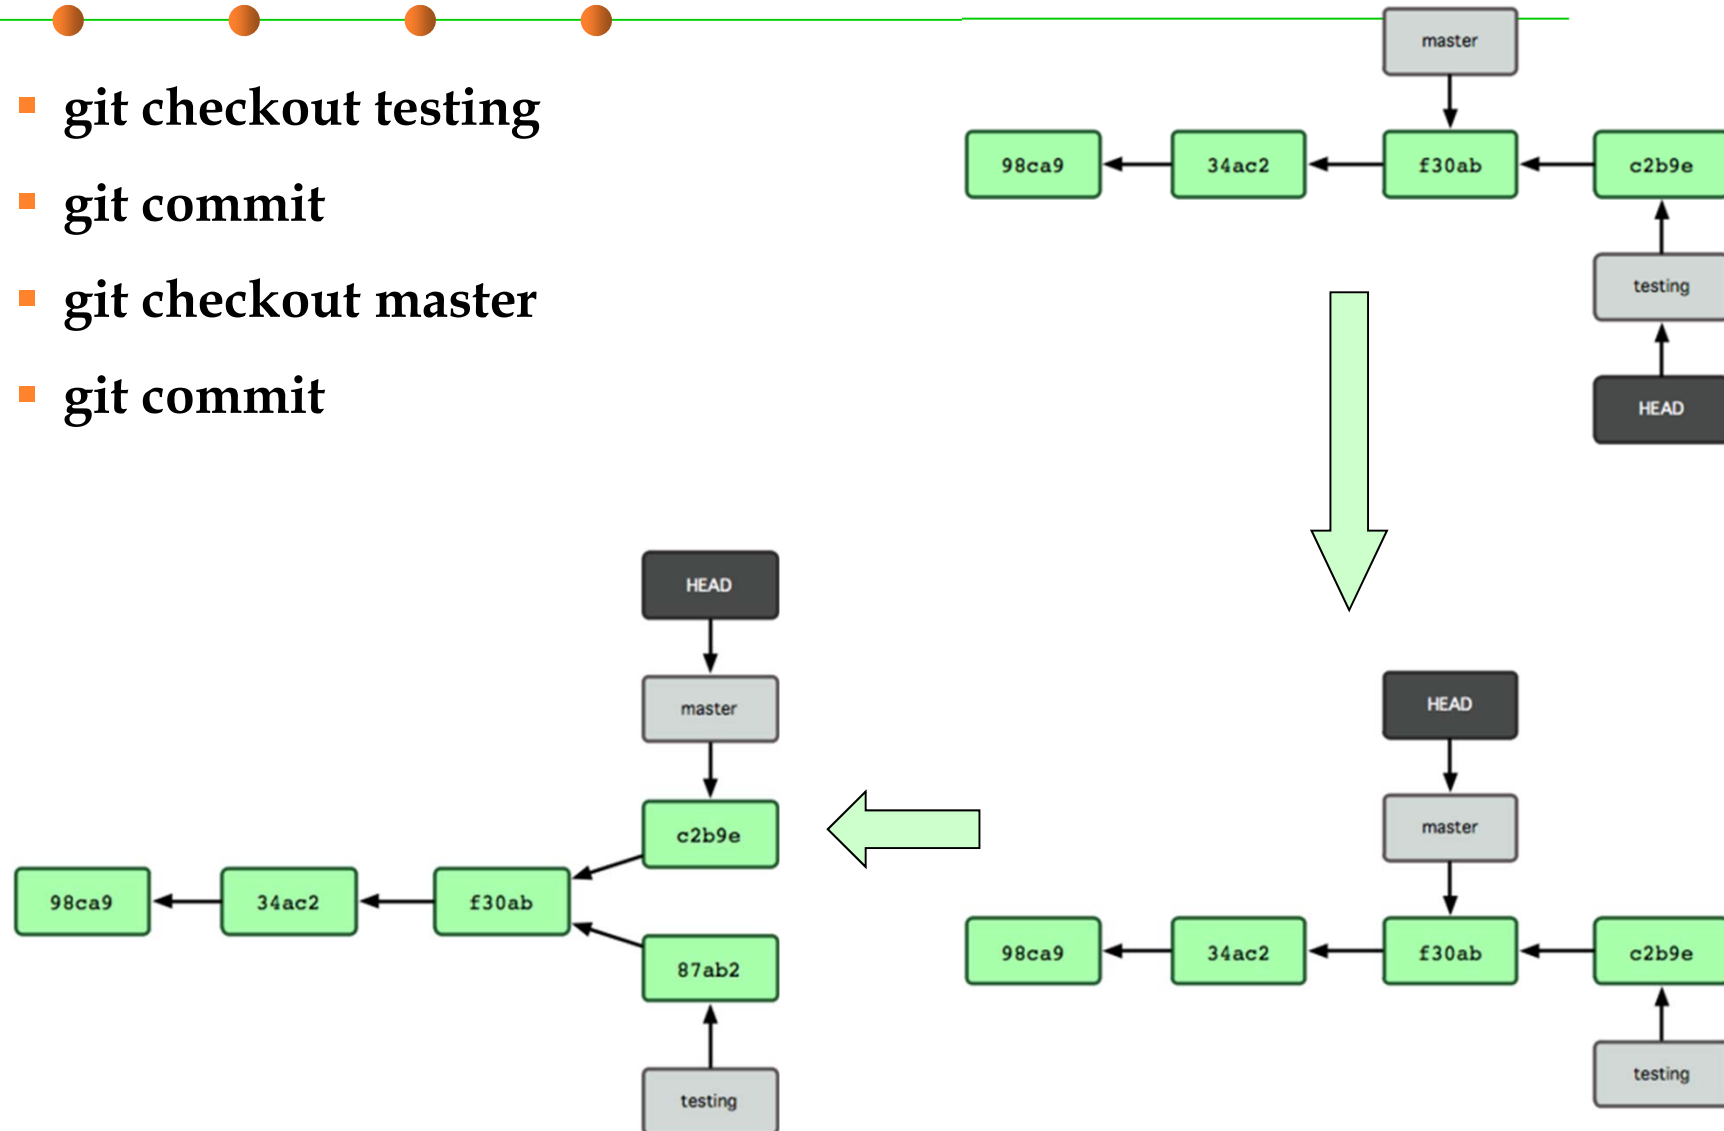 git checkout testing
git commit
git checkout master
git commit
master
98ca9 34ac2 f30ab c2b9e
testing
HEAD
HEAD
master
98ca9 34ac2 f30ab c2b9e
testing
HEAD
master
c2b9e
98ca9 34ac2 f30ab
87ab2
testing